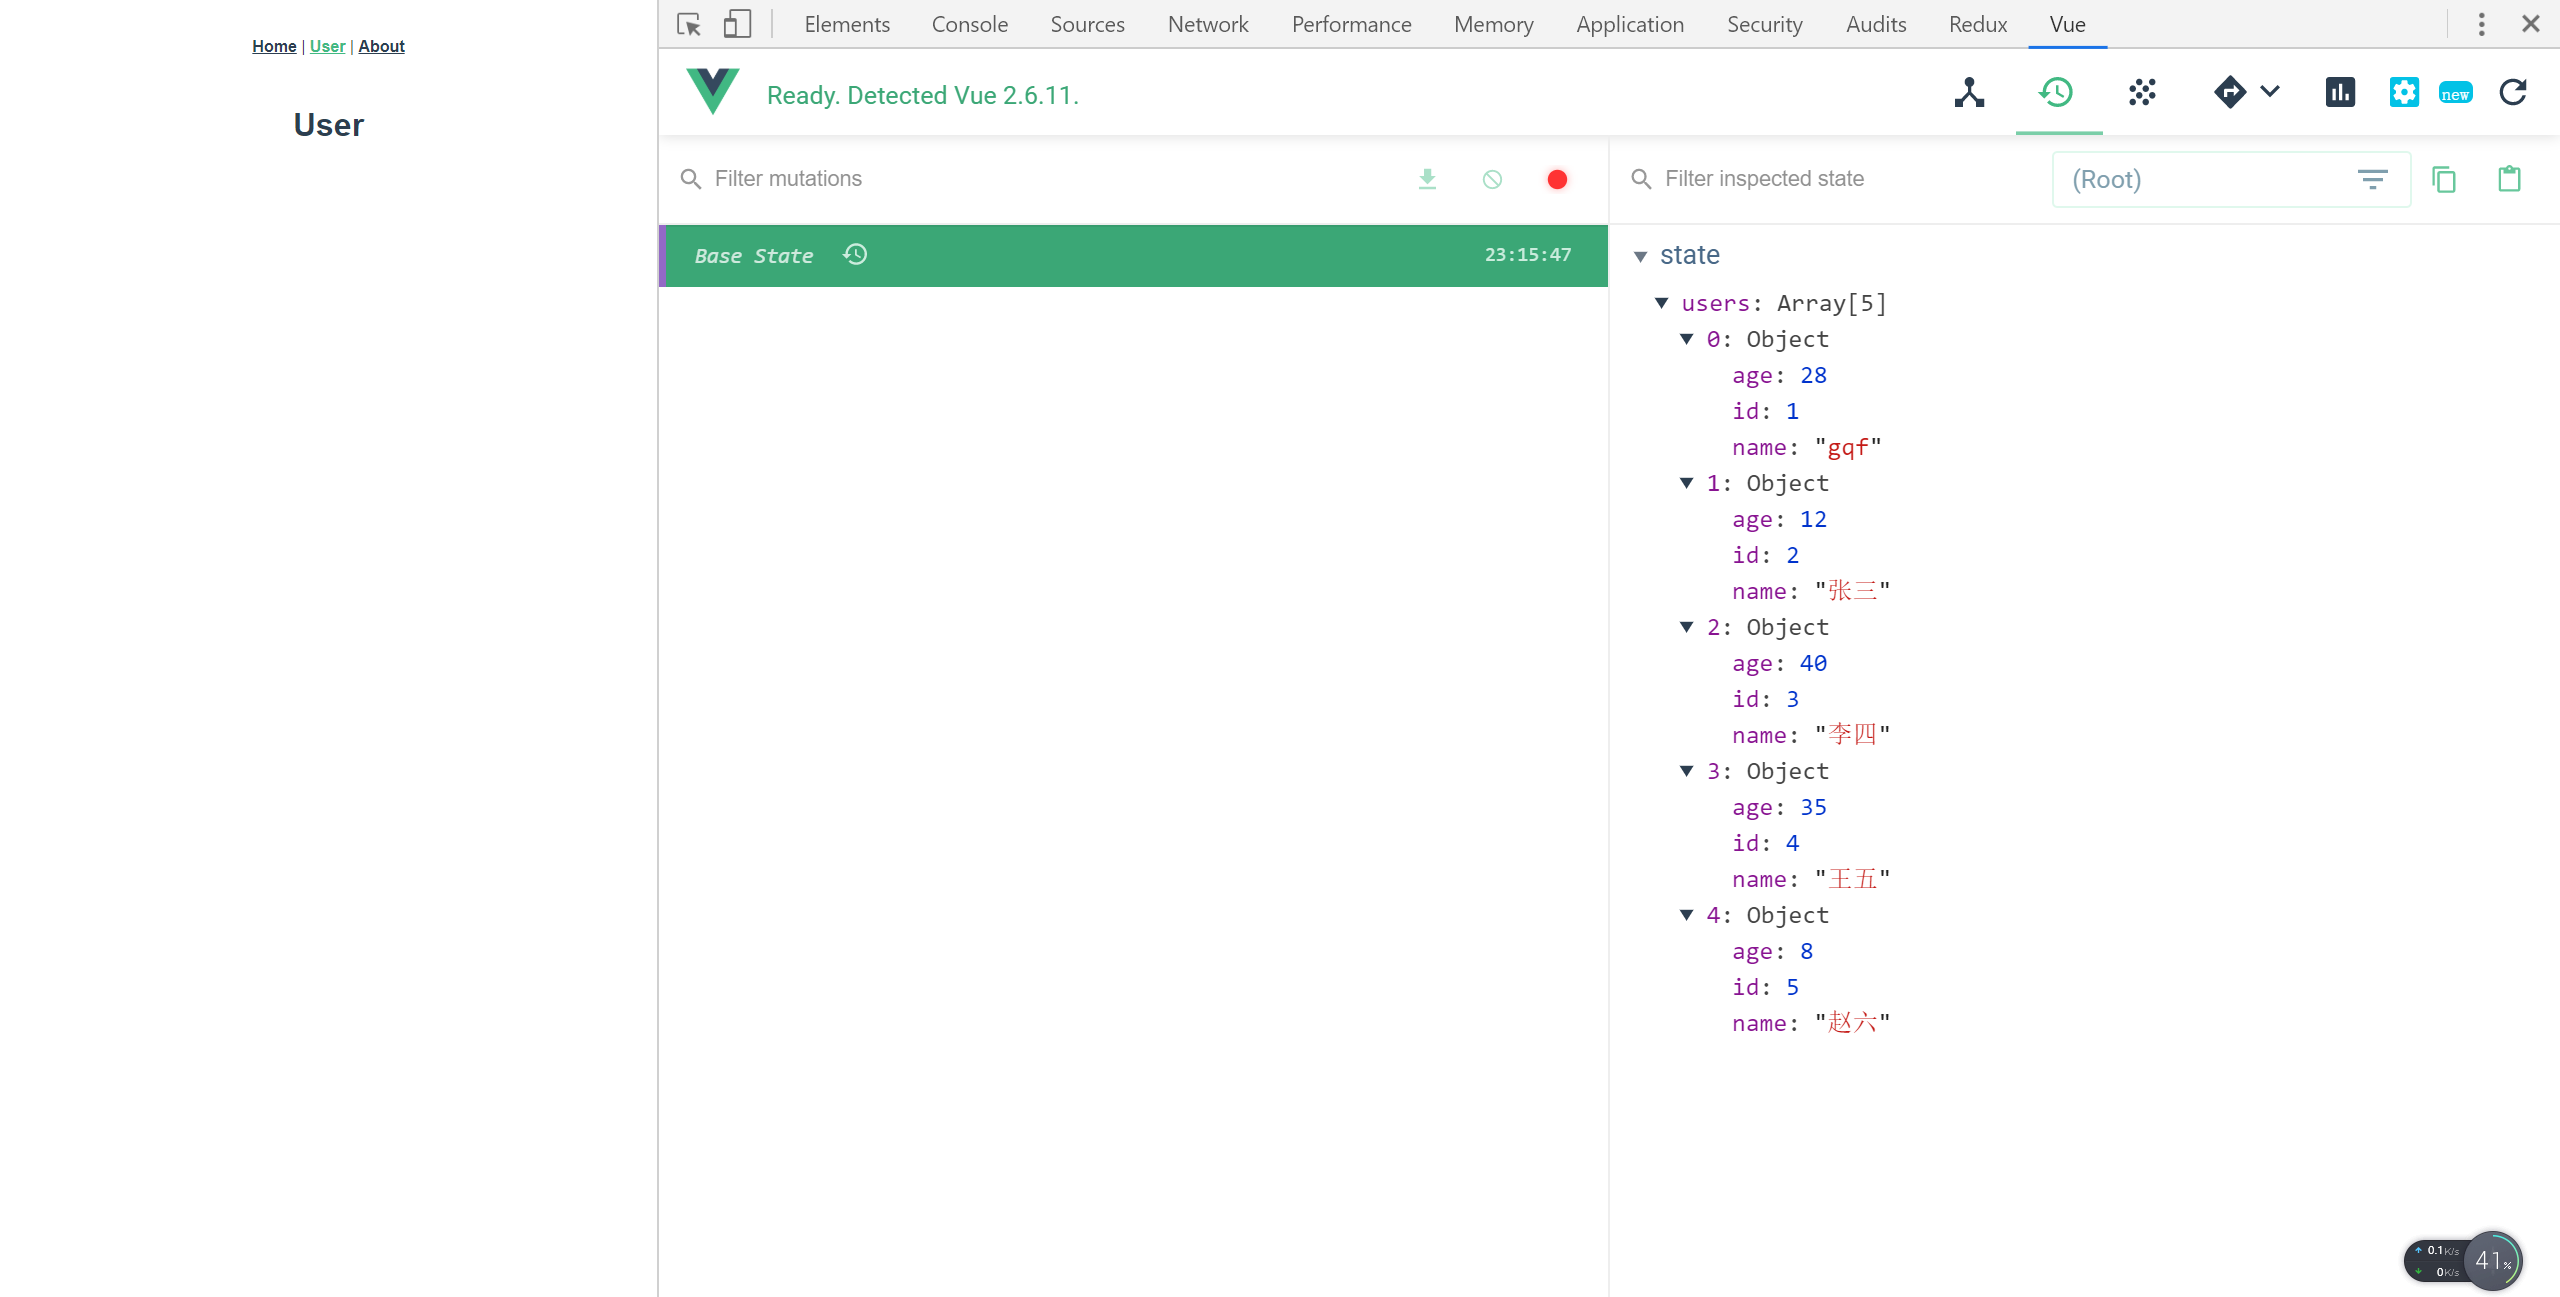 Home | User | About
User
Elements Console Sources Network Performance Memory Application Security Audits Redux Vue
Ready. Detected Vue 2.6.11.
new
Filter mutations
Filter inspected state
(Root)
Base State 23:15:47
state
users: Array[5]
0: Object
age: 28
id: 1
name: "gqf"
1: Object
age: 12
id: 2
name: "张三"
2: Object
age: 40
id: 3
name: "李四"
3: Object
age: 35
id: 4
name: "王五"
4: Object
age: 8
id: 5
name: "赵六"
0.1K/s
0K/s
41%